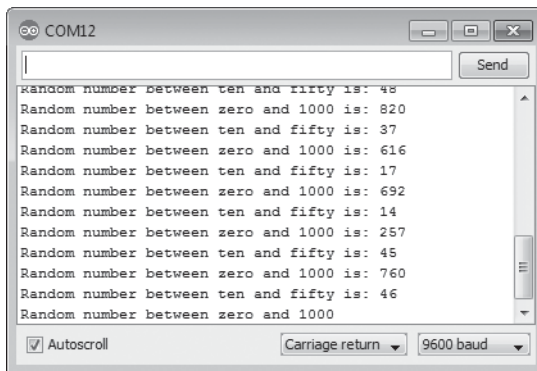 COM12
Send
Random number between ten and fifty is: 48
Random number between zero and 1000 is: 820
Random number between ten and fifty is: 37
Random number between zero and 1000 is: 616
Random number between ten and fifty is: 17
Random number between zero and 1000 is: 692
Random number between ten and fifty is: 14
Random number between zero and 1000 is: 257
Random number between ten and fifty is: 45
Random number between zero and 1000 is: 760
Random number between ten and fifty is: 46
Random number between zero and 1000
Autoscroll Carriage return 9600 baud